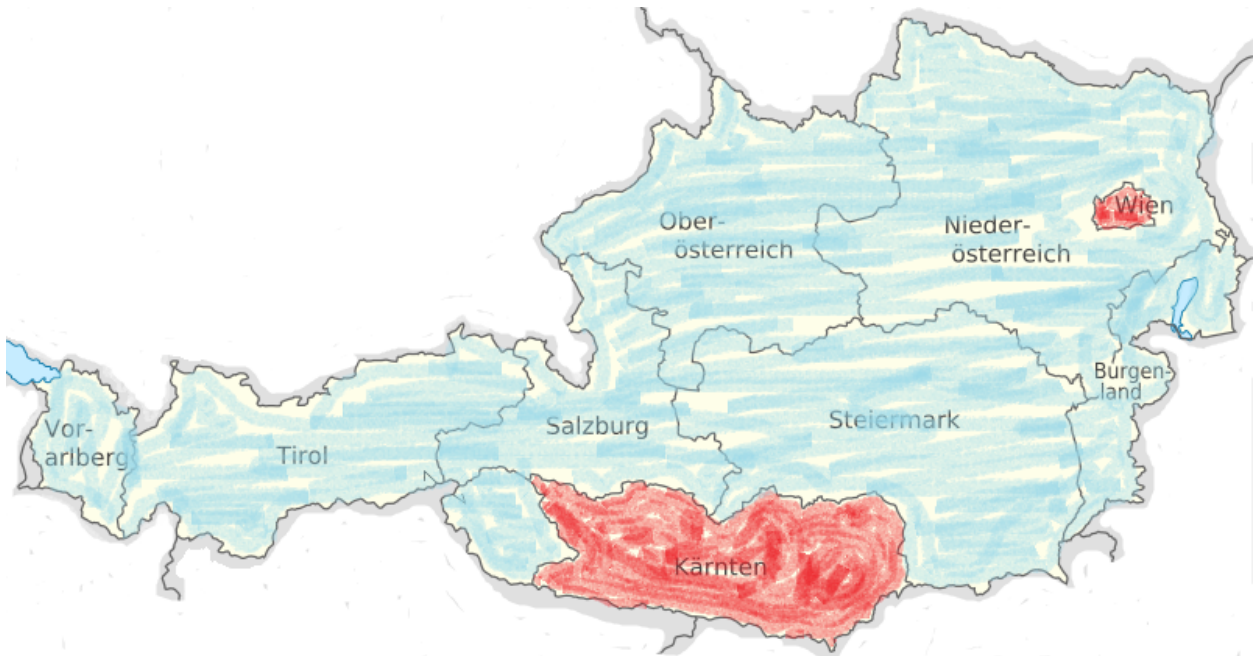 Wien
Ober-
österreich
Nieder-
österreich
Burgen-
land
Vor-
arlberg
Tirol
Salzburg
Steiermark
Kärnten